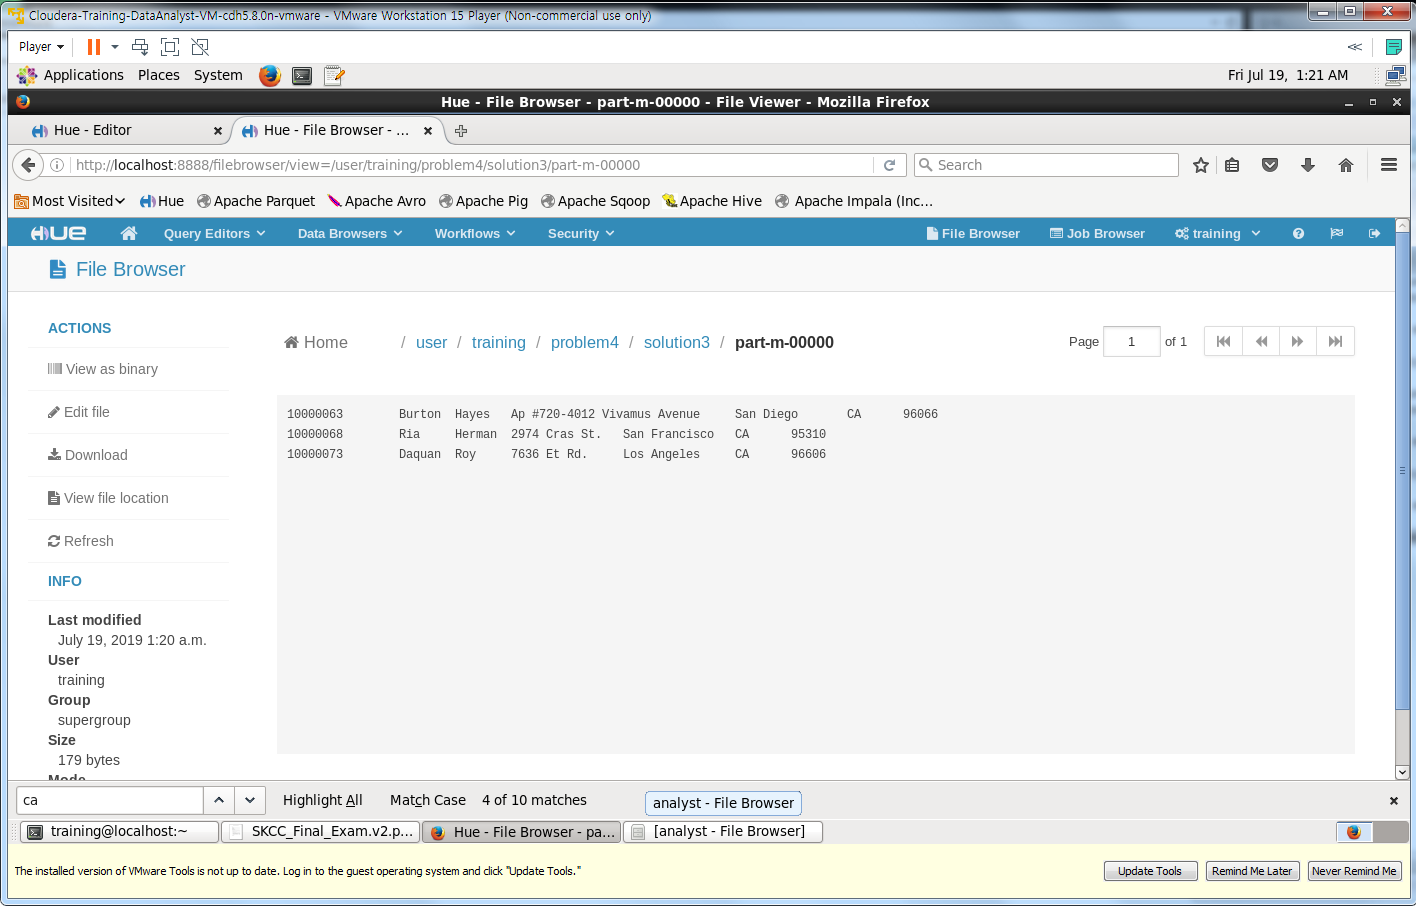 Cloudera-Training-DataAnalyst-VM-cdh5.8.0n-vmware - VMware Workstation 15 Player (Non-commercial use only)
Player
Applications Places System Fri Jul 19, 1:21 AM
Hue - File Browser - part-m-00000 - File Viewer - Mozilla Firefox
Hue - Editor Hue - File Browser - ...
http://localhost:8888/filebrowser/view=/user/training/problem4/solution3/part-m-00000 Search
Most Visited Hue Apache Parquet Apache Avro Apache Pig Apache Sqoop Apache Hive Apache Impala (Inc...
HUE Query Editors Data Browsers Workflows Security File Browser Job Browser training
File Browser
ACTIONS
View as binary
Edit file
Download
View file location
Refresh
INFO
Last modified
July 19, 2019 1:20 a.m.
User
training
Group
supergroup
Size
179 bytes
Mode
Home / user / training / problem4 / solution3 / part-m-00000 Page 1 of 1
10000063 Burton Hayes Ap #720-4012 Vivamus Avenue San Diego CA 96066
10000068 Ria Herman 2974 Cras St. San Francisco CA 95310
10000073 Daquan Roy 7636 Et Rd. Los Angeles CA 96606
ca Highlight All Match Case 4 of 10 matches
analyst - File Browser
training@localhost:~ SKCC_Final_Exam.v2.p... Hue - File Browser - pa... [analyst - File Browser]
The installed version of VMware Tools is not up to date. Log in to the guest operating system and click "Update Tools." Update Tools Remind Me Later Never Remind Me